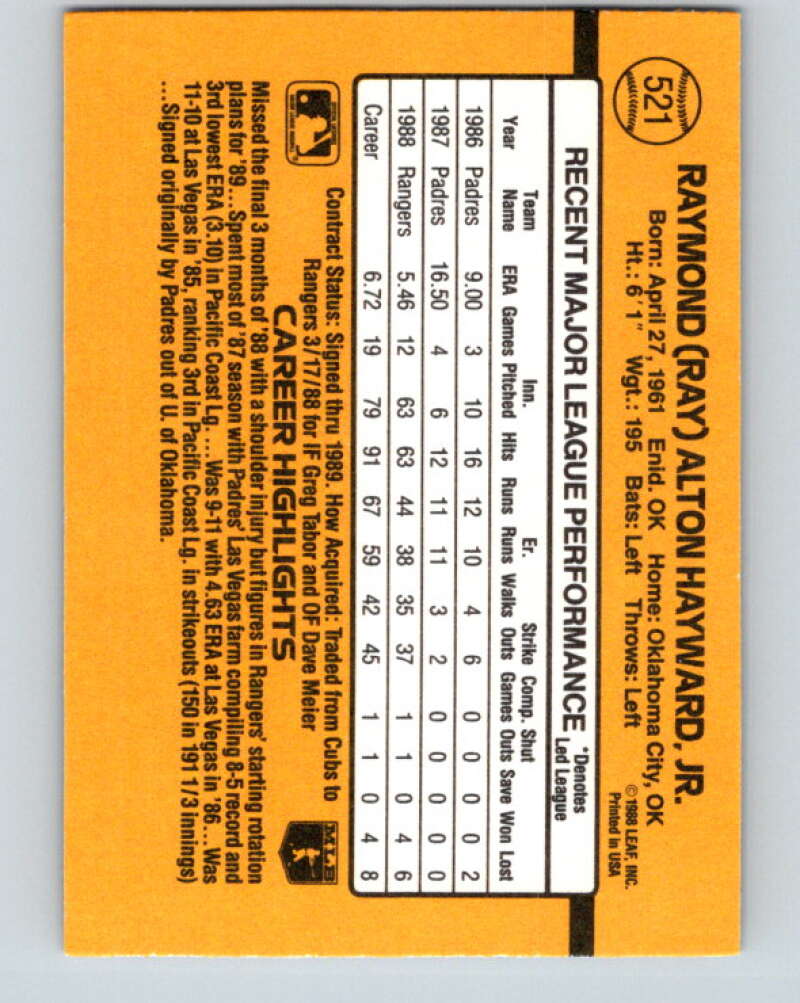 521
RAYMOND (RAY) ALTON HAYWARD, JR.
Born: April 27, 1961 Enid, OK Home: Oklahoma City, OK
Ht.: 6'1" Wgt.: 195 Bats: Left Throws: Left
©1988 LEAF, INC.
Printed in USA
RECENT MAJOR LEAGUE PERFORMANCE *Denotes Led League
Team Inn. Er. Strike Comp. Shut
Year Name ERA Games Pitched Hits Runs Runs Walks Outs Games Outs Save Won Lost
1986 Padres 9.00 3 10 16 12 10 4 6 0 0 0 0 2
1987 Padres 16.50 4 6 12 11 11 3 2 0 0 0 0 0
1988 Rangers 5.46 12 63 63 44 38 35 37 1 1 0 4 6
Career 6.72 19 79 91 67 59 42 45 1 1 0 4 8
Contract Status: Signed thru 1989. How Acquired: Traded from Cubs to
Rangers 3/17/88 for IF Greg Tabor and OF Dave Meier
MLB
CAREER HIGHLIGHTS
Missed the final 3 months of '88 with a shoulder injury but figures in Rangers' starting rotation
plans for '89...Spent most of '87 season with Padres' Las Vegas farm compiling 8-5 record and
3rd lowest ERA (3.10) in Pacific Coast Lg. ...Was 9-11 with 4.63 ERA at Las Vegas in '86...Was
11-10 at Las Vegas in '85, ranking 3rd in Pacific Coast Lg. in strikeouts (150 in 191 1/3 innings)
...Signed originally by Padres out of U. of Oklahoma.